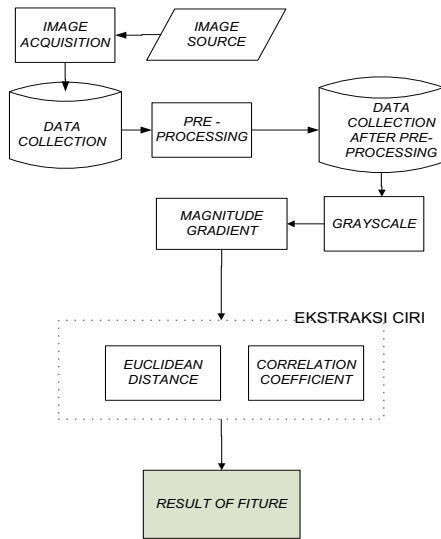 IMAGE
ACQUISITION
IMAGE
SOURCE
DATA
COLLECTION
PRE -
PROCESSING
DATA
COLLECTION
AFTER PRE-
PROCESSING
MAGNITUDE
GRADIENT
GRAYSCALE
EKSTRAKSI CIRI
EUCLIDEAN
DISTANCE
CORRELATION
COEFFICIENT
RESULT OF FITURE